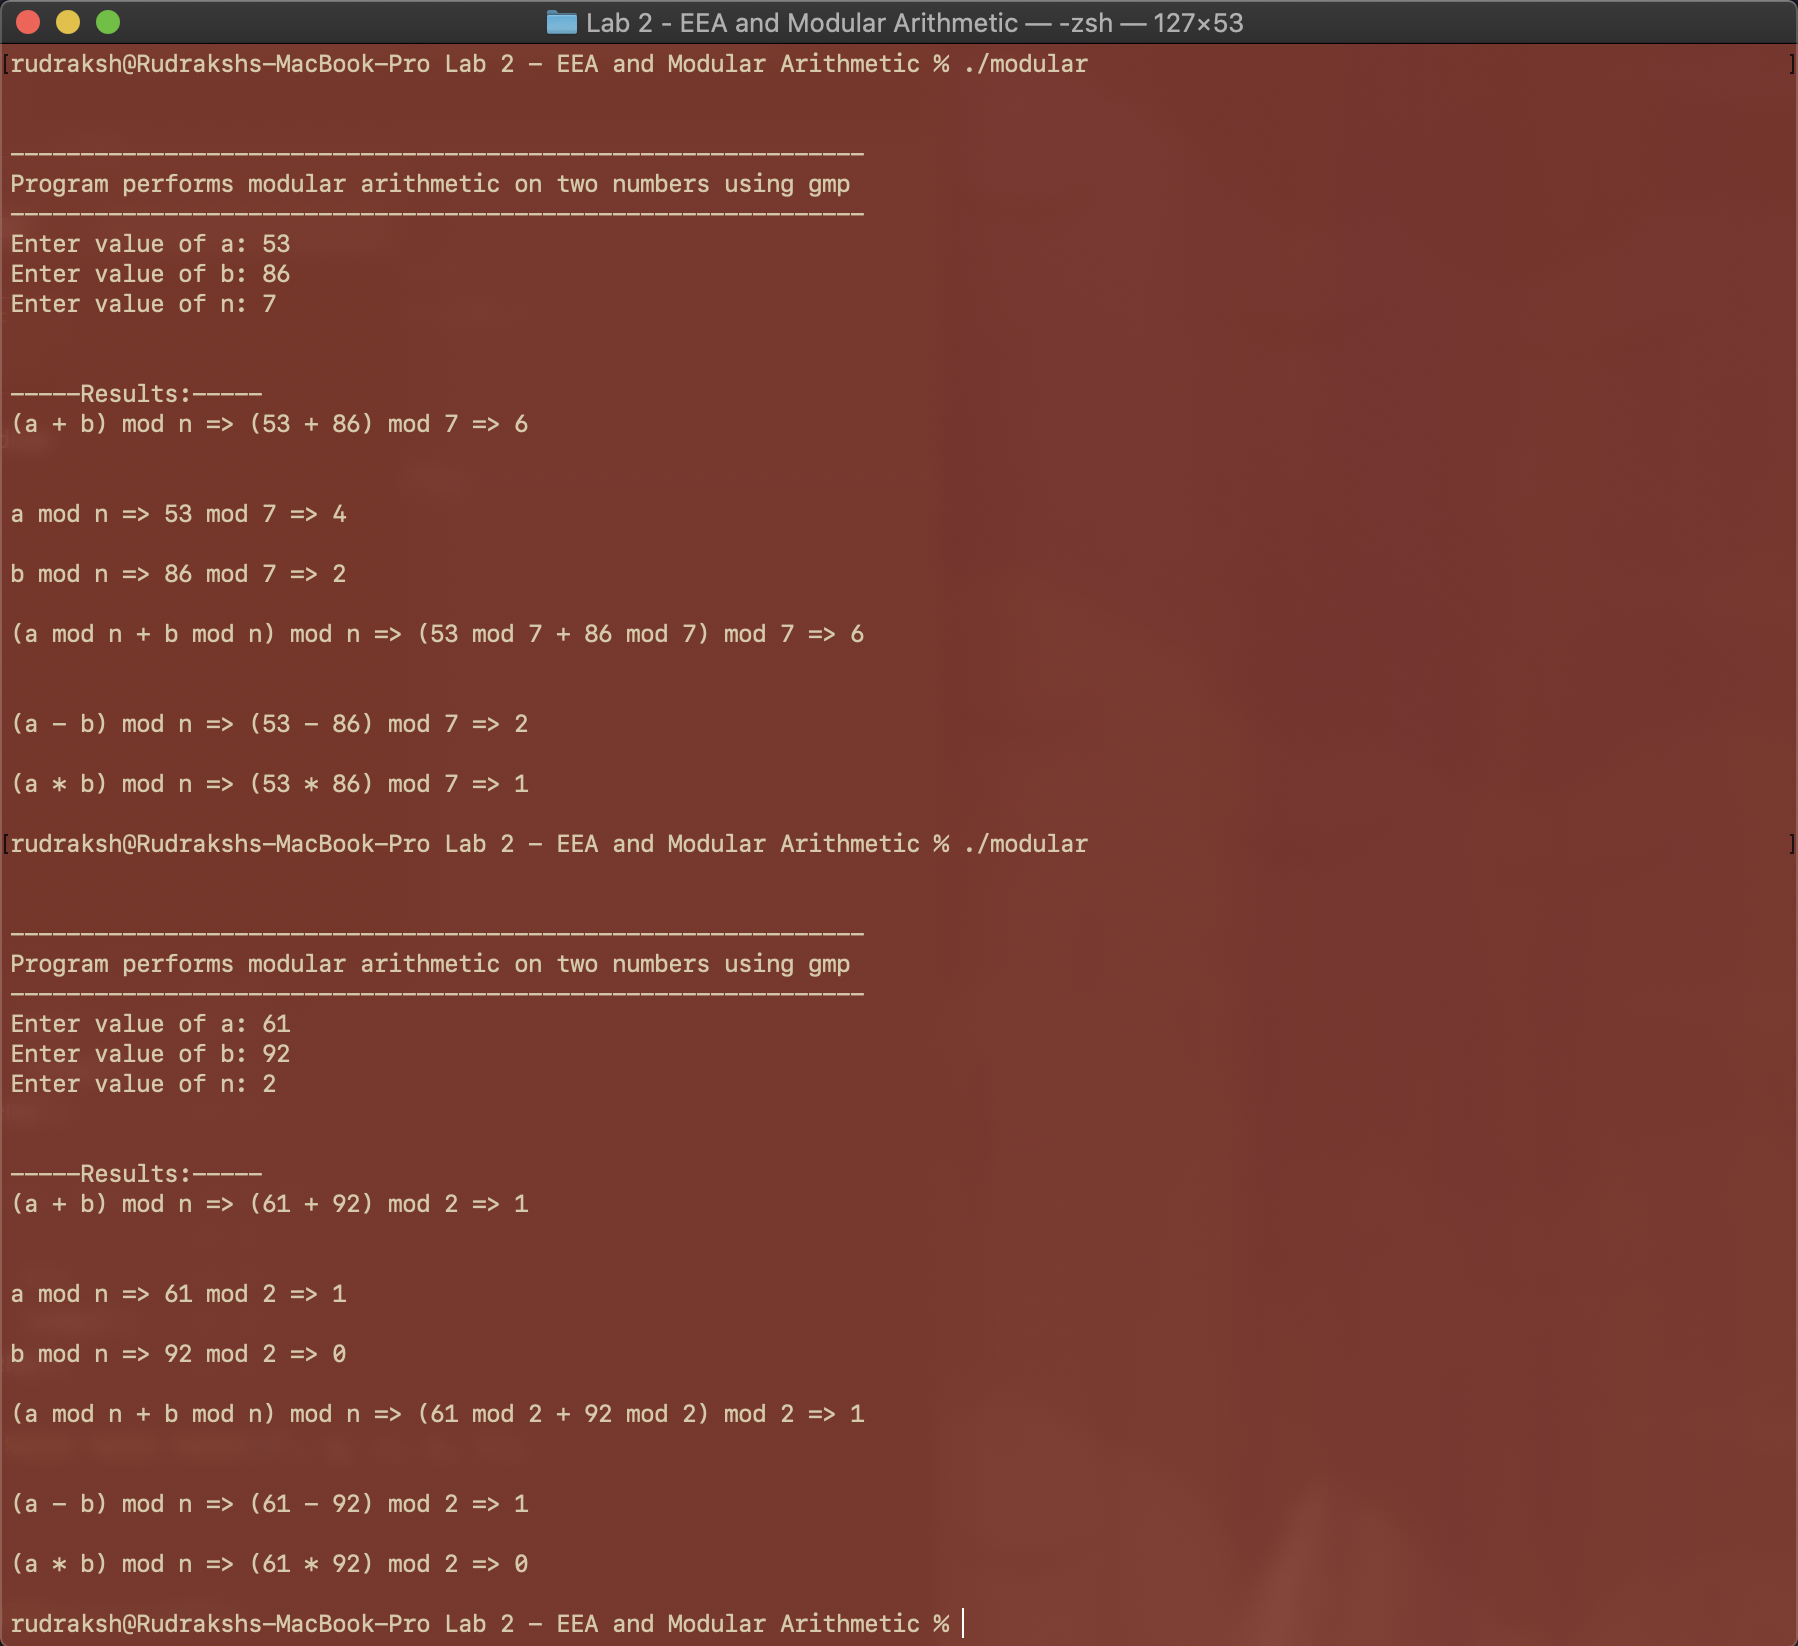 Lab 2 - EEA and Modular Arithmetic — -zsh — 127×53
[rudraksh@Rudrakshs-MacBook-Pro Lab 2 - EEA and Modular Arithmetic % ./modular ]
-------------------------------------------------------------
Program performs modular arithmetic on two numbers using gmp
-------------------------------------------------------------
Enter value of a: 53
Enter value of b: 86
Enter value of n: 7
-----Results:-----
(a + b) mod n => (53 + 86) mod 7 => 6
a mod n => 53 mod 7 => 4
b mod n => 86 mod 7 => 2
(a mod n + b mod n) mod n => (53 mod 7 + 86 mod 7) mod 7 => 6
(a - b) mod n => (53 - 86) mod 7 => 2
(a * b) mod n => (53 * 86) mod 7 => 1
[rudraksh@Rudrakshs-MacBook-Pro Lab 2 - EEA and Modular Arithmetic % ./modular ]
-------------------------------------------------------------
Program performs modular arithmetic on two numbers using gmp
-------------------------------------------------------------
Enter value of a: 61
Enter value of b: 92
Enter value of n: 2
-----Results:-----
(a + b) mod n => (61 + 92) mod 2 => 1
a mod n => 61 mod 2 => 1
b mod n => 92 mod 2 => 0
(a mod n + b mod n) mod n => (61 mod 2 + 92 mod 2) mod 2 => 1
(a - b) mod n => (61 - 92) mod 2 => 1
(a * b) mod n => (61 * 92) mod 2 => 0
rudraksh@Rudrakshs-MacBook-Pro Lab 2 - EEA and Modular Arithmetic %